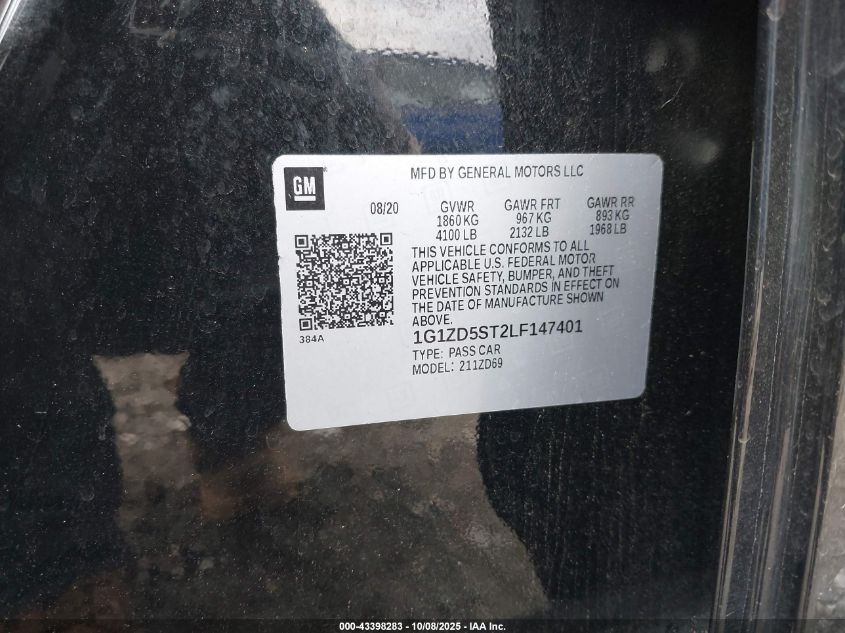 MFD BY GENERAL MOTORS LLC
GM
08/20
GVWR GAWR FRT GAWR RR
1860 KG 967 KG 893 KG
4100 LB 2132 LB 1968 LB
THIS VEHICLE CONFORMS TO ALL
APPLICABLE U.S. FEDERAL MOTOR
VEHICLE SAFETY, BUMPER, AND THEFT
PREVENTION STANDARDS IN EFFECT ON
THE DATE OF MANUFACTURE SHOWN
ABOVE.
384A
1G1ZD5ST2LF147401
TYPE: PASS CAR
MODEL: 211ZD69
000-43398283 - 10/08/2025 - IAA Inc.